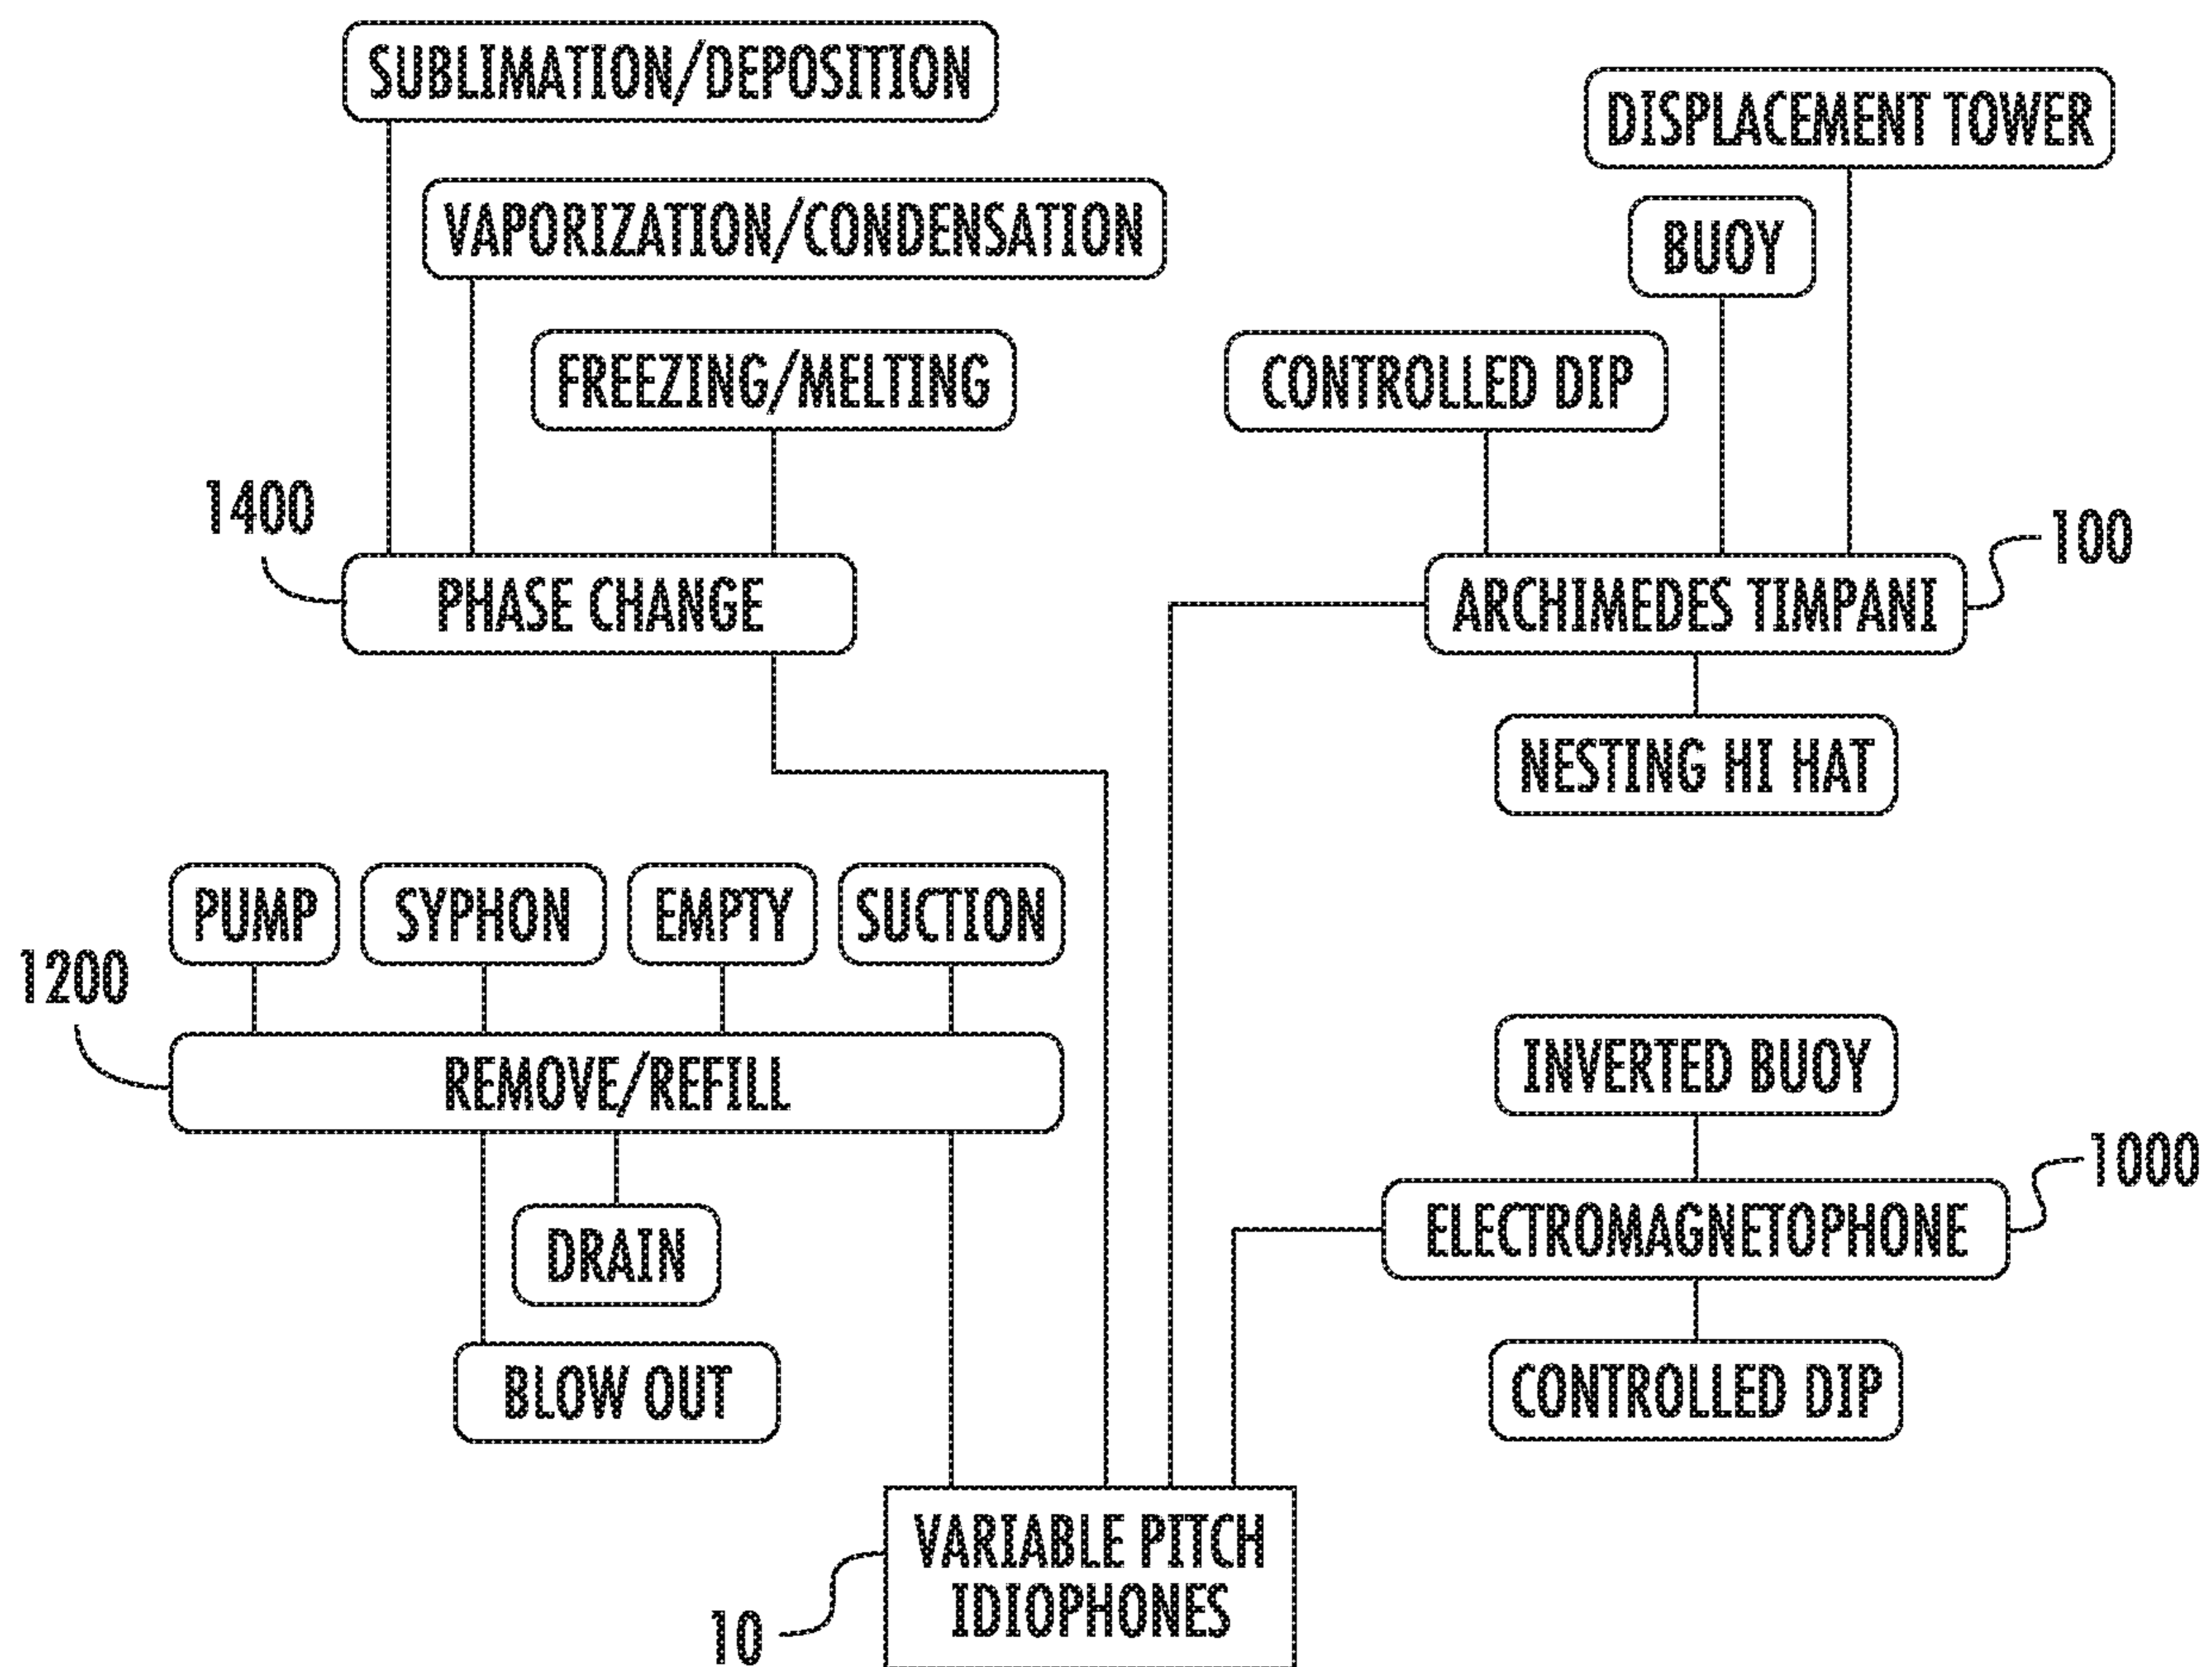 SUBLIMATION/DEPOSITION
DISPLACEMENT TOWER
VAPORIZATION/CONDENSATION
BUOY
FREEZING/MELTING
CONTROLLED DIP
1400
100
PHASE CHANGE
ARCHIMEDES TIMPANI
NESTING HI HAT
PUMP
SYPHON
EMPTY
SUCTION
1200
REMOVE/REFILL
INVERTED BUOY
1000
ELECTROMAGNETOPHONE
DRAIN
BLOW OUT
CONTROLLED DIP
VARIABLE PITCH
IDIOPHONES
10